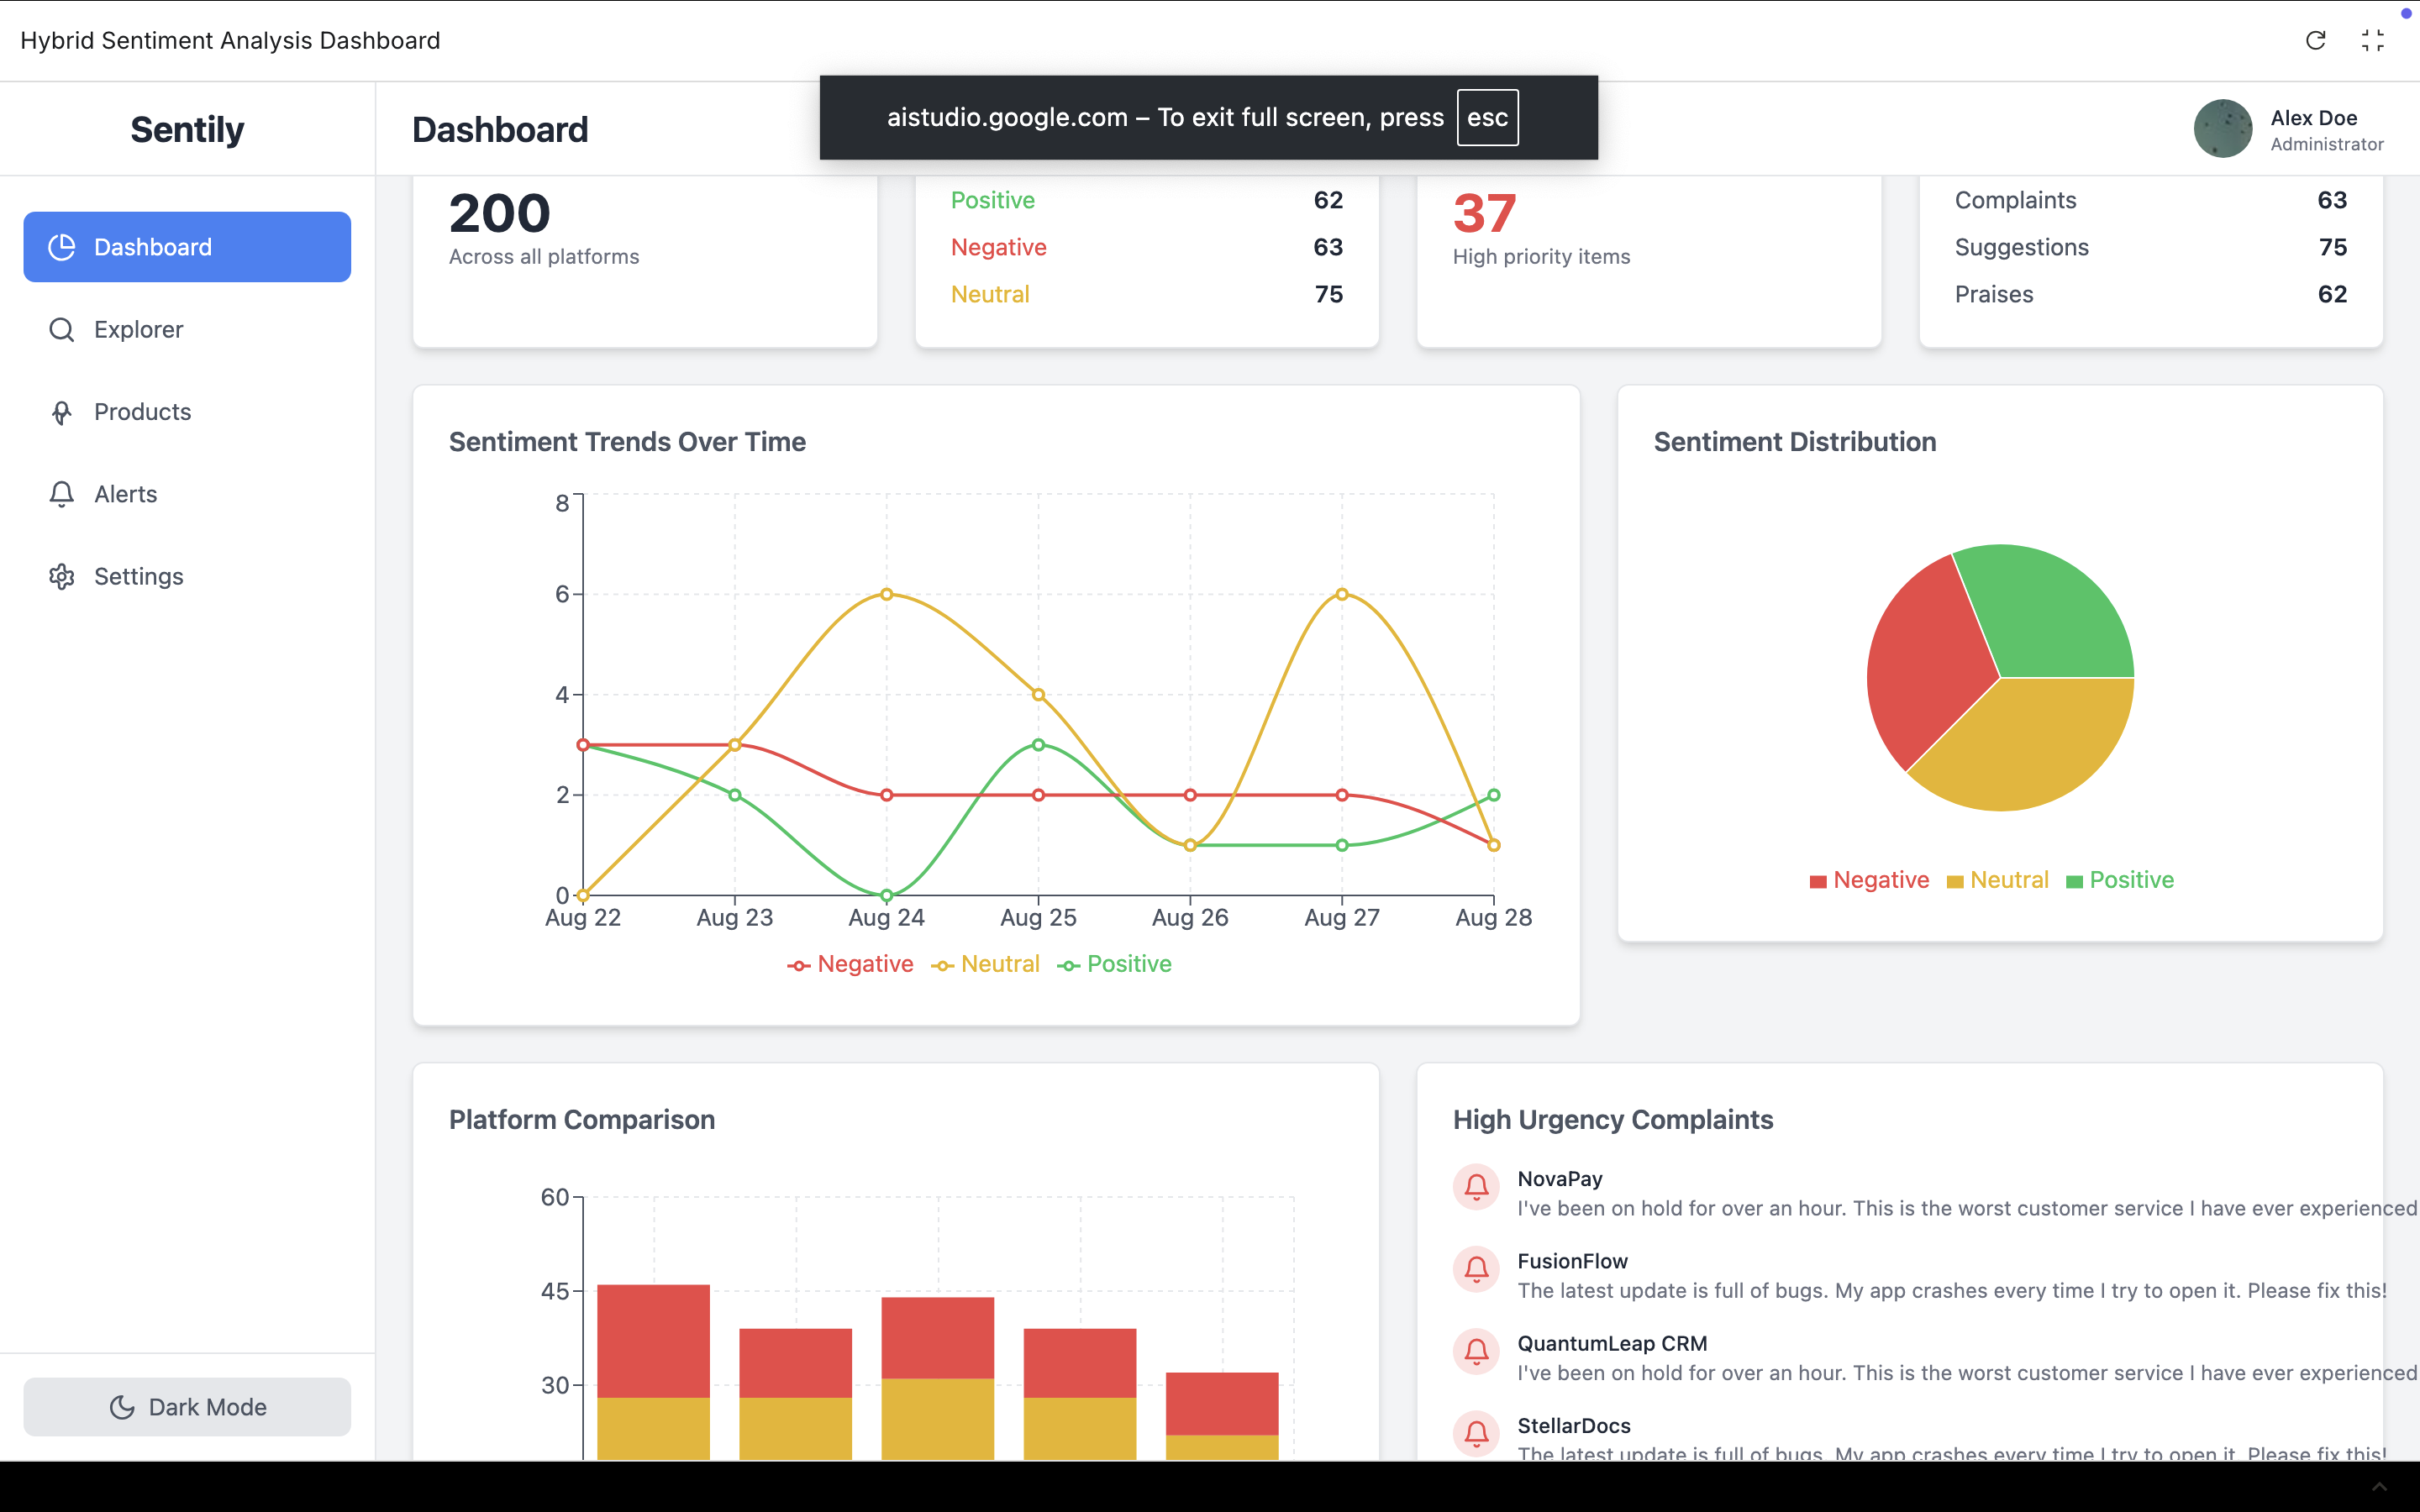 Hybrid Sentiment Analysis Dashboard
aistudio.google.com – To exit full screen, press esc
Sentily
Dashboard
Alex Doe
Administrator
Dashboard
Explorer
Products
Alerts
Settings
Dark Mode
200
Across all platforms
Positive 62
Negative 63
Neutral 75
37
High priority items
Complaints 63
Suggestions 75
Praises 62
Sentiment Trends Over Time
8
6
4
2
0
Aug 22 Aug 23 Aug 24 Aug 25 Aug 26 Aug 27 Aug 28
Negative Neutral Positive
Sentiment Distribution
Negative Neutral Positive
Platform Comparison
60
45
30
High Urgency Complaints
NovaPay
I've been on hold for over an hour. This is the worst customer service I have ever experienced
FusionFlow
The latest update is full of bugs. My app crashes every time I try to open it. Please fix this!
QuantumLeap CRM
I've been on hold for over an hour. This is the worst customer service I have ever experienced
StellarDocs
The latest update is full of bugs. My app crashes every time I try to open it. Please fix this!